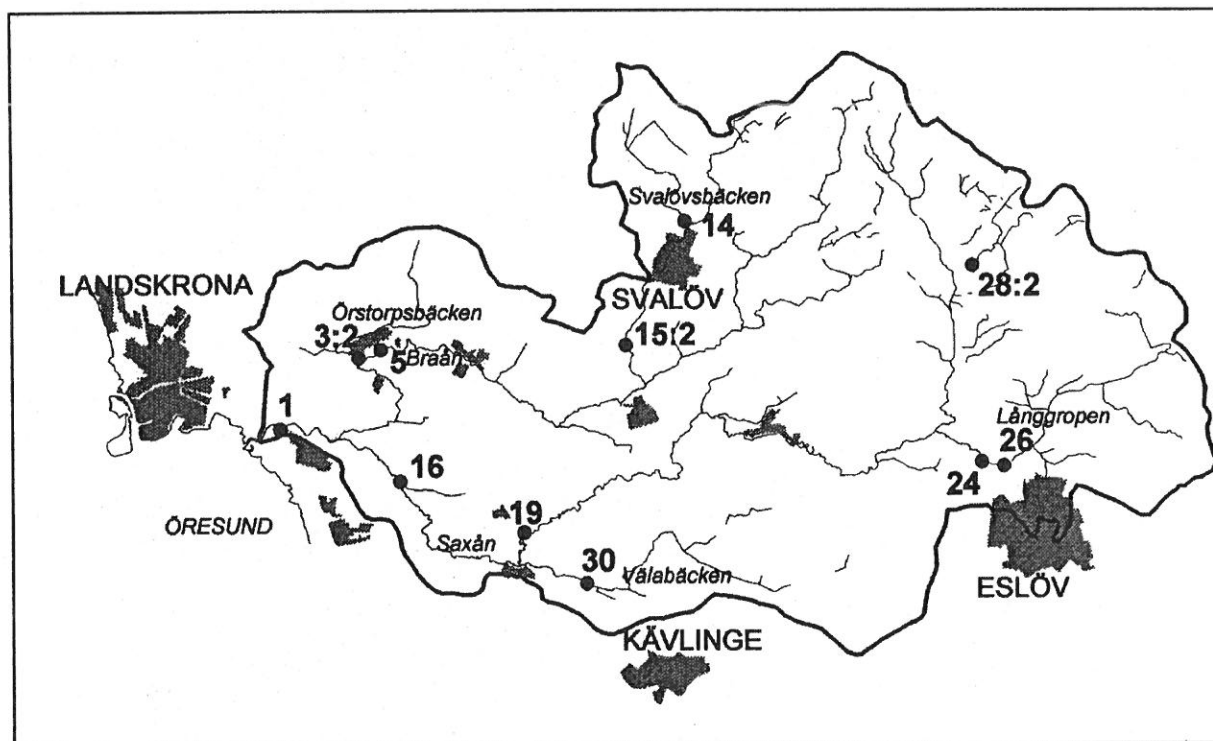 Svalövsbäcken
14
LANDSKRONA
SVALÖV
28:2
Örstorpsbäcken
3:2
5
Braån
15:2
r
1
Långgropen
26
24
16
ÖRESUND
19
Saxån
30
Välabäcken
ESLÖV
KÄVLINGE